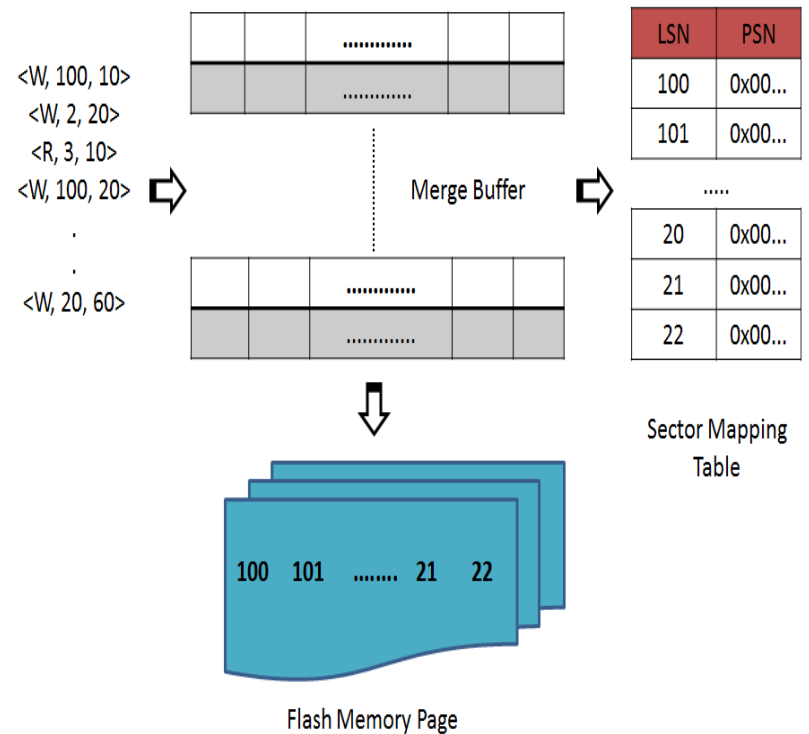 <W, 100, 10>
<W, 2, 20>
<R, 3, 10>
<W, 100, 20>
.
.
<W, 20, 60>
.............
.............
Merge Buffer
.............
.............
LSN PSN
100 0x00...
101 0x00...
.....
20 0x00...
21 0x00...
22 0x00...
Sector Mapping
Table
100 101 ........ 21 22
Flash Memory Page